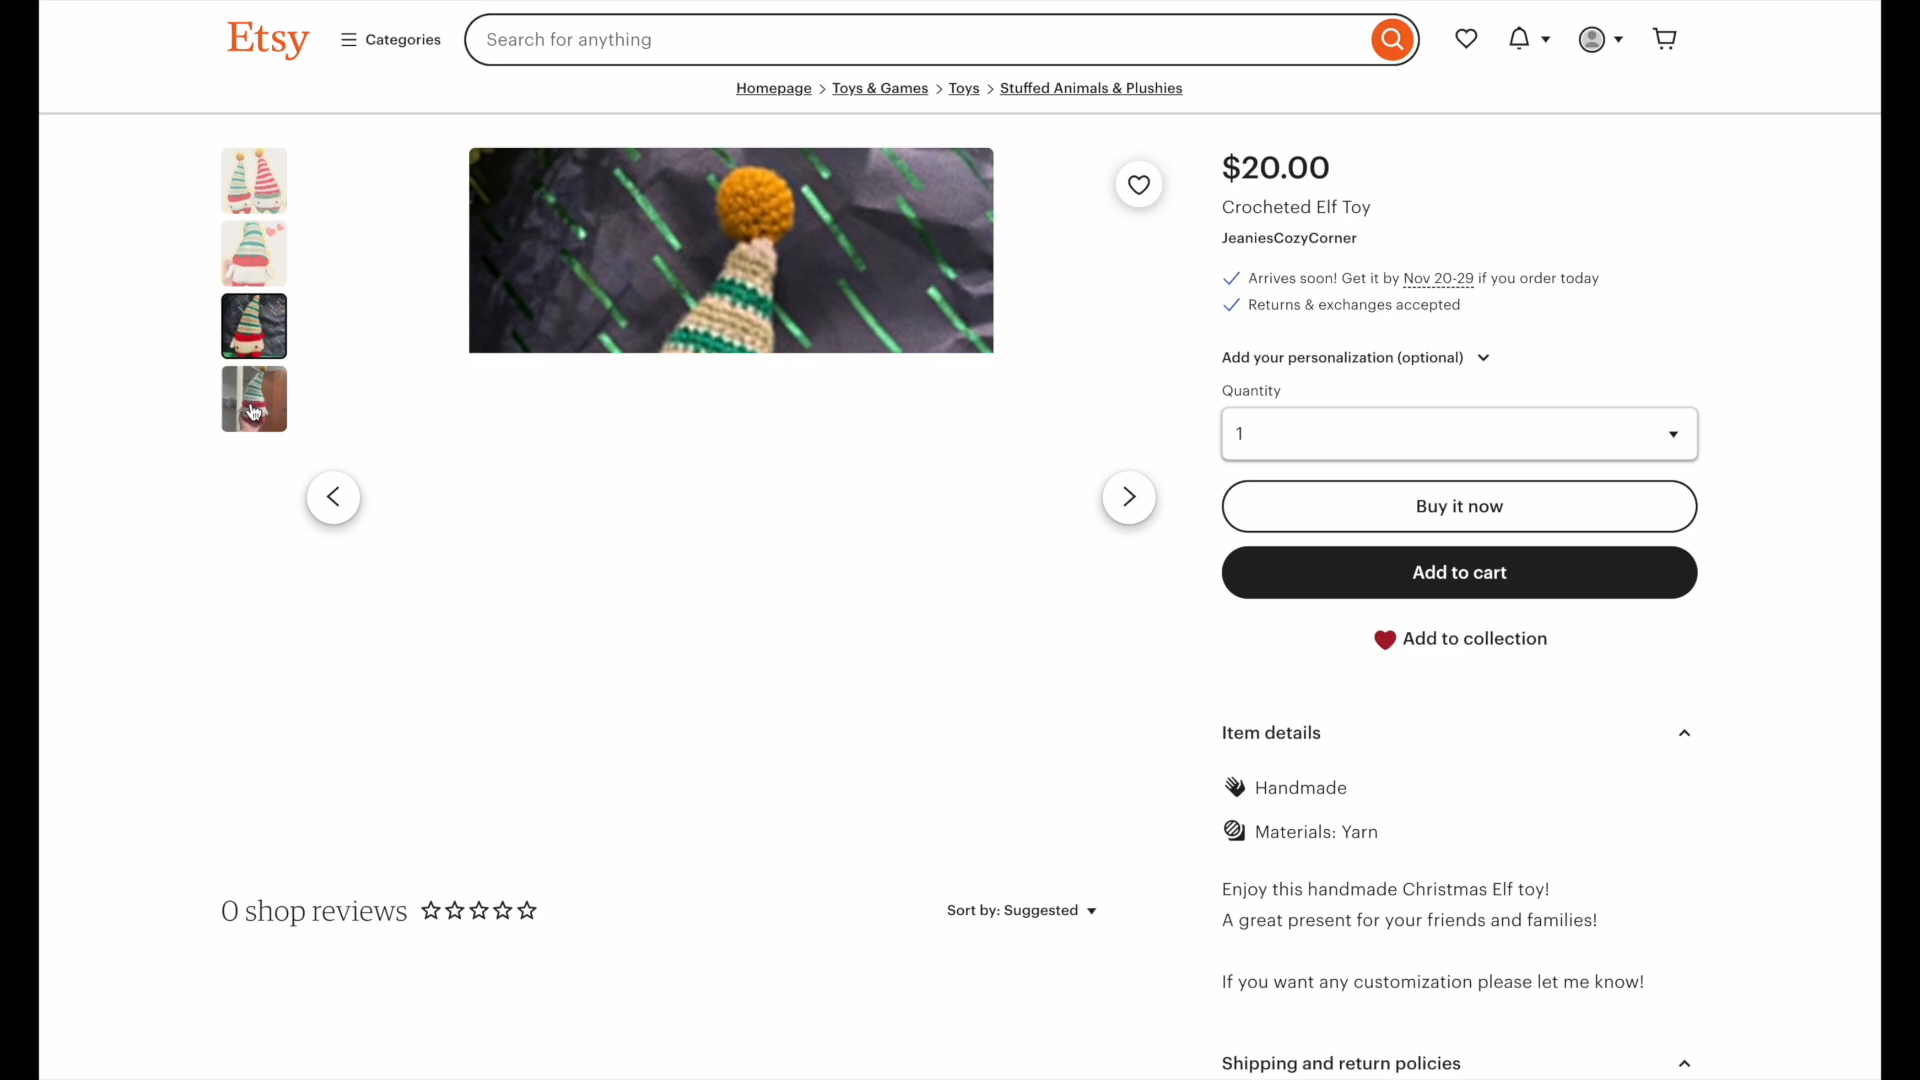 Etsy
Categories
Search for anything
Homepage > Toys & Games > Toys > Stuffed Animals & Plushies
$20.00
Crocheted Elf Toy
JeaniesCozyCorner
Arrives soon! Get it by Nov 20-29 if you order today
Returns & exchanges accepted
Add your personalization (optional)
Quantity
1
Buy it now
Add to cart
Add to collection
Item details
Handmade
Materials: Yarn
Enjoy this handmade Christmas Elf toy!
A great present for your friends and families!
If you want any customization please let me know!
Shipping and return policies
0 shop reviews
Sort by: Suggested